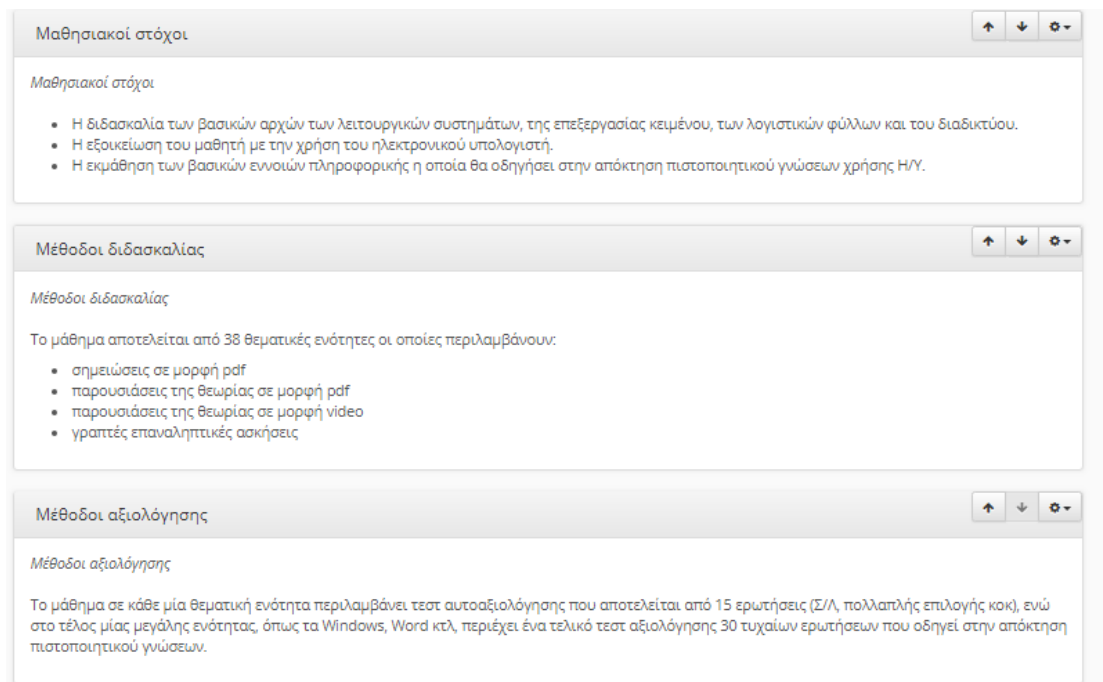 Μαθησιακοί στόχοι
Μαθησιακοί στόχοι
Η διδασκαλία των βασικών αρχών των λειτουργικών συστημάτων, της επεξεργασίας κειμένου, των λογιστικών φύλλων και του διαδικτύου.
Η εξοικείωση του μαθητή με την χρήση του ηλεκτρονικού υπολογιστή.
Η εκμάθηση των βασικών εννοιών πληροφορικής η οποία θα οδηγήσει στην απόκτηση πιστοποιητικού γνώσεων χρήσης Η/Υ.
Μέθοδοι διδασκαλίας
Μέθοδοι διδασκαλίας
Το μάθημα αποτελείται από 38 θεματικές ενότητες οι οποίες περιλαμβάνουν:
σημειώσεις σε μορφή pdf
παρουσιάσεις της θεωρίας σε μορφή pdf
παρουσιάσεις της θεωρίας σε μορφή video
γραπτές επαναληπτικές ασκήσεις
Μέθοδοι αξιολόγησης
Μέθοδοι αξιολόγησης
Το μάθημα σε κάθε μία θεματική ενότητα περιλαμβάνει τεστ αυτοαξιολόγησης που αποτελείται από 15 ερωτήσεις (Σ/Λ, πολλαπλής επιλογής κοκ), ενώ
στο τέλος μίας μεγάλης ενότητας, όπως τα Windows, Word κτλ, περιέχει ένα τελικό τεστ αξιολόγησης 30 τυχαίων ερωτήσεων που οδηγεί στην απόκτηση
πιστοποιητικού γνώσεων.